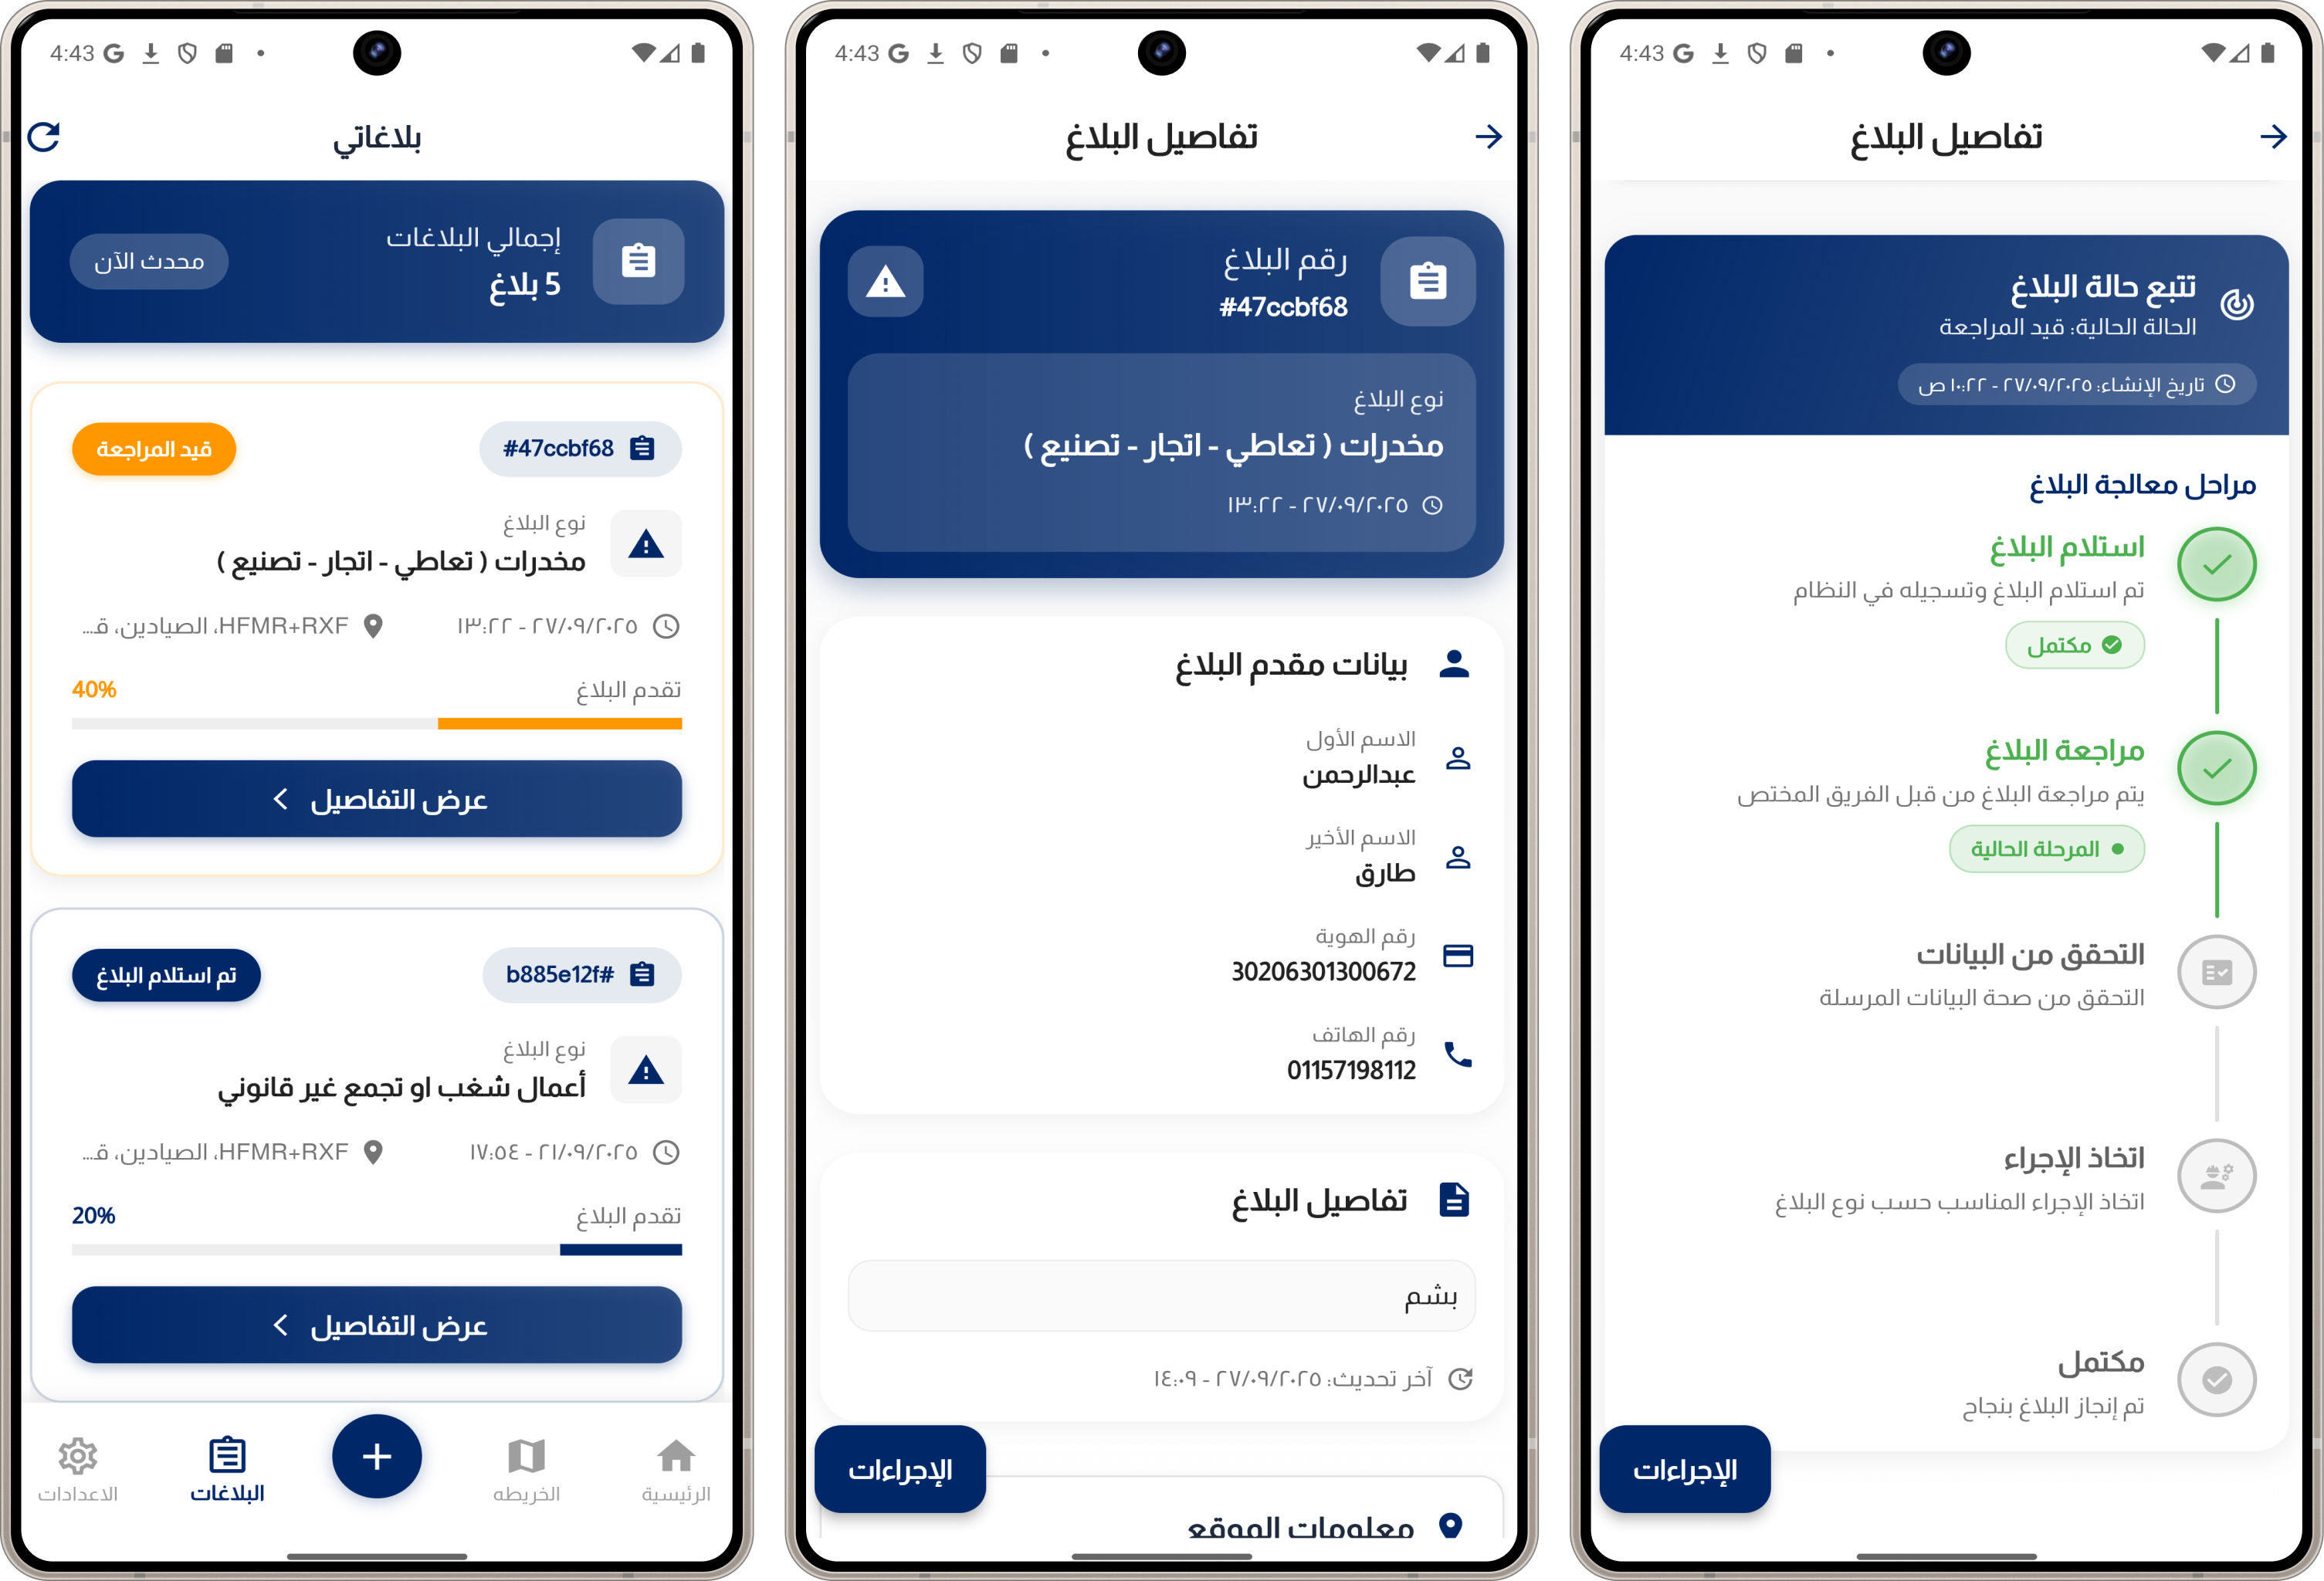 4:43
بلاغاتي
إجمالي البلاغات
5 بلاغ
محدث الآن
#47ccbf68
قيد المراجعة
نوع البلاغ
مخدرات ( تعاطي - اتجار - تصنيع )
٢٧/٠٩/٢٠٢٥ - ١٣:٢٢
HFMR+RXF، الصيادين، قـ...
تقدم البلاغ
40%
عرض التفاصيل
b885e12f#
تم استلام البلاغ
نوع البلاغ
أعمال شغب او تجمع غير قانوني
٢١/٠٩/٢٠٢٥ - ١٧:٥٤
HFMR+RXF، الصيادين، قـ...
تقدم البلاغ
20%
عرض التفاصيل
الرئيسية
الخريطه
البلاغات
الاعدادات
4:43
تفاصيل البلاغ
رقم البلاغ
#47ccbf68
نوع البلاغ
مخدرات ( تعاطي - اتجار - تصنيع )
٢٧/٠٩/٢٠٢٥ - ١٣:٢٢
بيانات مقدم البلاغ
الاسم الأول
عبدالرحمن
الاسم الأخير
طارق
رقم الهوية
30206301300672
رقم الهاتف
01157198112
تفاصيل البلاغ
بشم
آخر تحديث: ٢٧/٠٩/٢٠٢٥ - ١٤:٠٩
الإجراءات
معلومات الموقع
4:43
تفاصيل البلاغ
تتبع حالة البلاغ
الحالة الحالية: قيد المراجعة
تاريخ الإنشاء: ٢٧/٠٩/٢٠٢٥ - ١٠:٢٢ ص
مراحل معالجة البلاغ
استلام البلاغ
تم استلام البلاغ وتسجيله في النظام
مكتمل
مراجعة البلاغ
يتم مراجعة البلاغ من قبل الفريق المختص
المرحلة الحالية
التحقق من البيانات
التحقق من صحة البيانات المرسلة
اتخاذ الإجراء
اتخاذ الإجراء المناسب حسب نوع البلاغ
مكتمل
تم إنجاز البلاغ بنجاح
الإجراءات